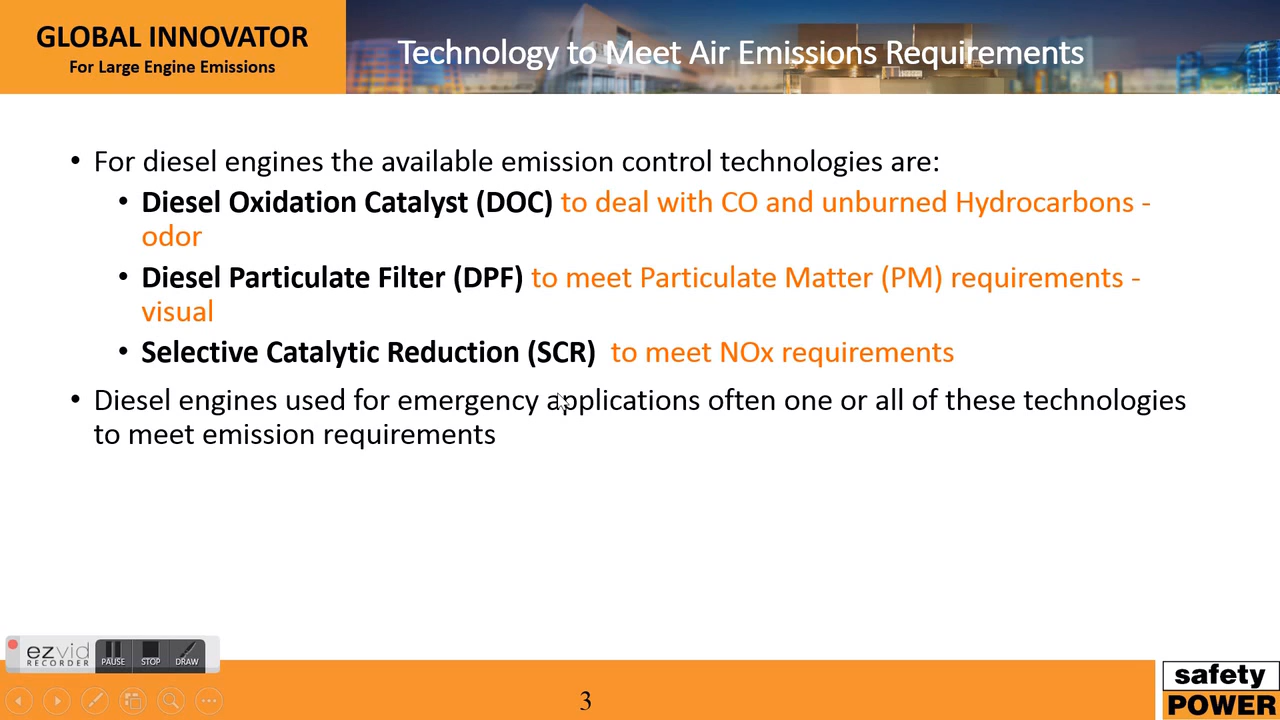 GLOBAL INNOVATOR
For Large Engine Emissions
Technology to Meet Air Emissions Requirements
• For diesel engines the available emission control technologies are:
• Diesel Oxidation Catalyst (DOC) to deal with CO and unburned Hydrocarbons -
odor
• Diesel Particulate Filter (DPF) to meet Particulate Matter (PM) requirements -
visual
• Selective Catalytic Reduction (SCR) to meet NOx requirements
• Diesel engines used for emergency applications often one or all of these technologies
to meet emission requirements
ezvid
RECORDER
PAUSE
STOP
DRAW
3
safety
POWER